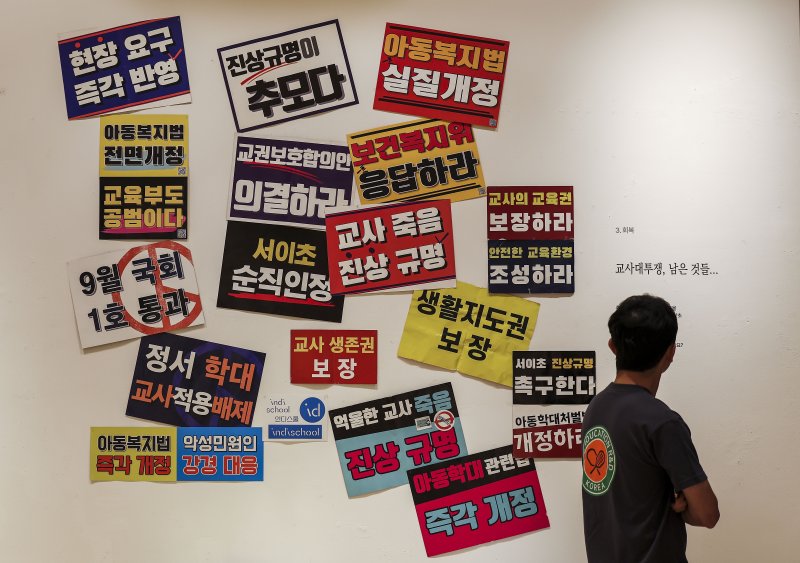 현장 요구
즉각 반영
진상규명이
추모다
아동복지법
실질개정
아동복지법
전면개정
교육부도
공범이다
교권보호합의안
의결하라
보건복지위
응답하라
교사 죽음
진상 규명
서이초
순직인정
9월 국회
1호 통과
교사의 교육권
보장하라
안전한 교육환경
조성하라
3. 회복
교사대투쟁, 남은 것들...
생활지도권
보장
교사 생존권
보장
정서 학대
교사적용배제
indi
school
인디스쿨
id
indischool
억울한 교사 죽음
진상 규명
서이초 진상규명
촉구한다
아동학대처벌법
개정하라
아동복지법
즉각 개정
악성민원인
강경 대응
아동학대 관련법
즉각 개정
KOREA